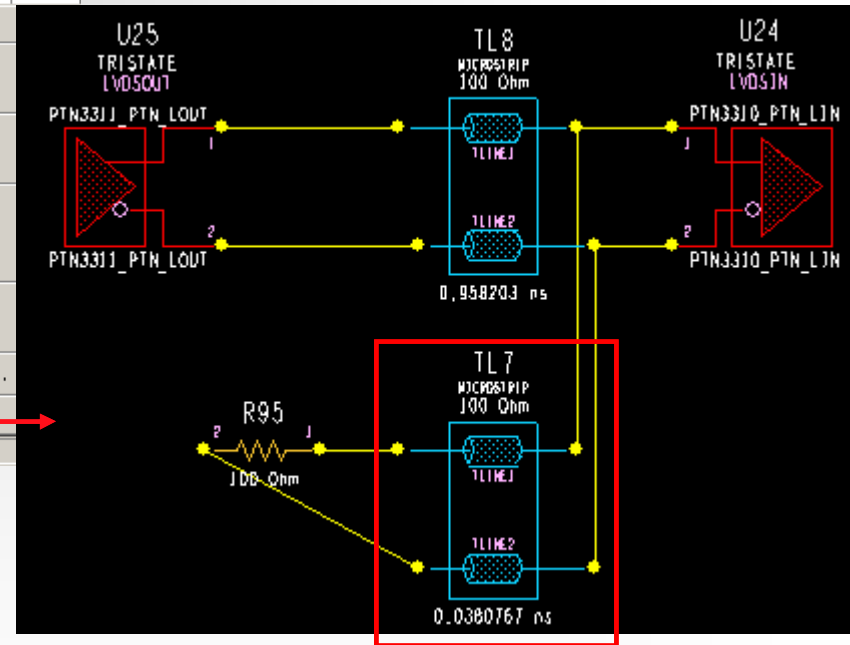 U25
TRISTATE
LVDSOUT
PTN3311_PTN_LOUT
1
2
PTN3311_PTN_LOUT
TL8
MICROSTRIP
100 Ohm
TLINE1
TLINE2
0.958203 ns
U24
TRISTATE
LVDSIN
PTN3310_PTN_LIN
1
2
PTN3310_PTN_LIN
R95
2
1
100 Ohm
TL7
MICROSTRIP
100 Ohm
TLINE1
TLINE2
0.0380767 ns